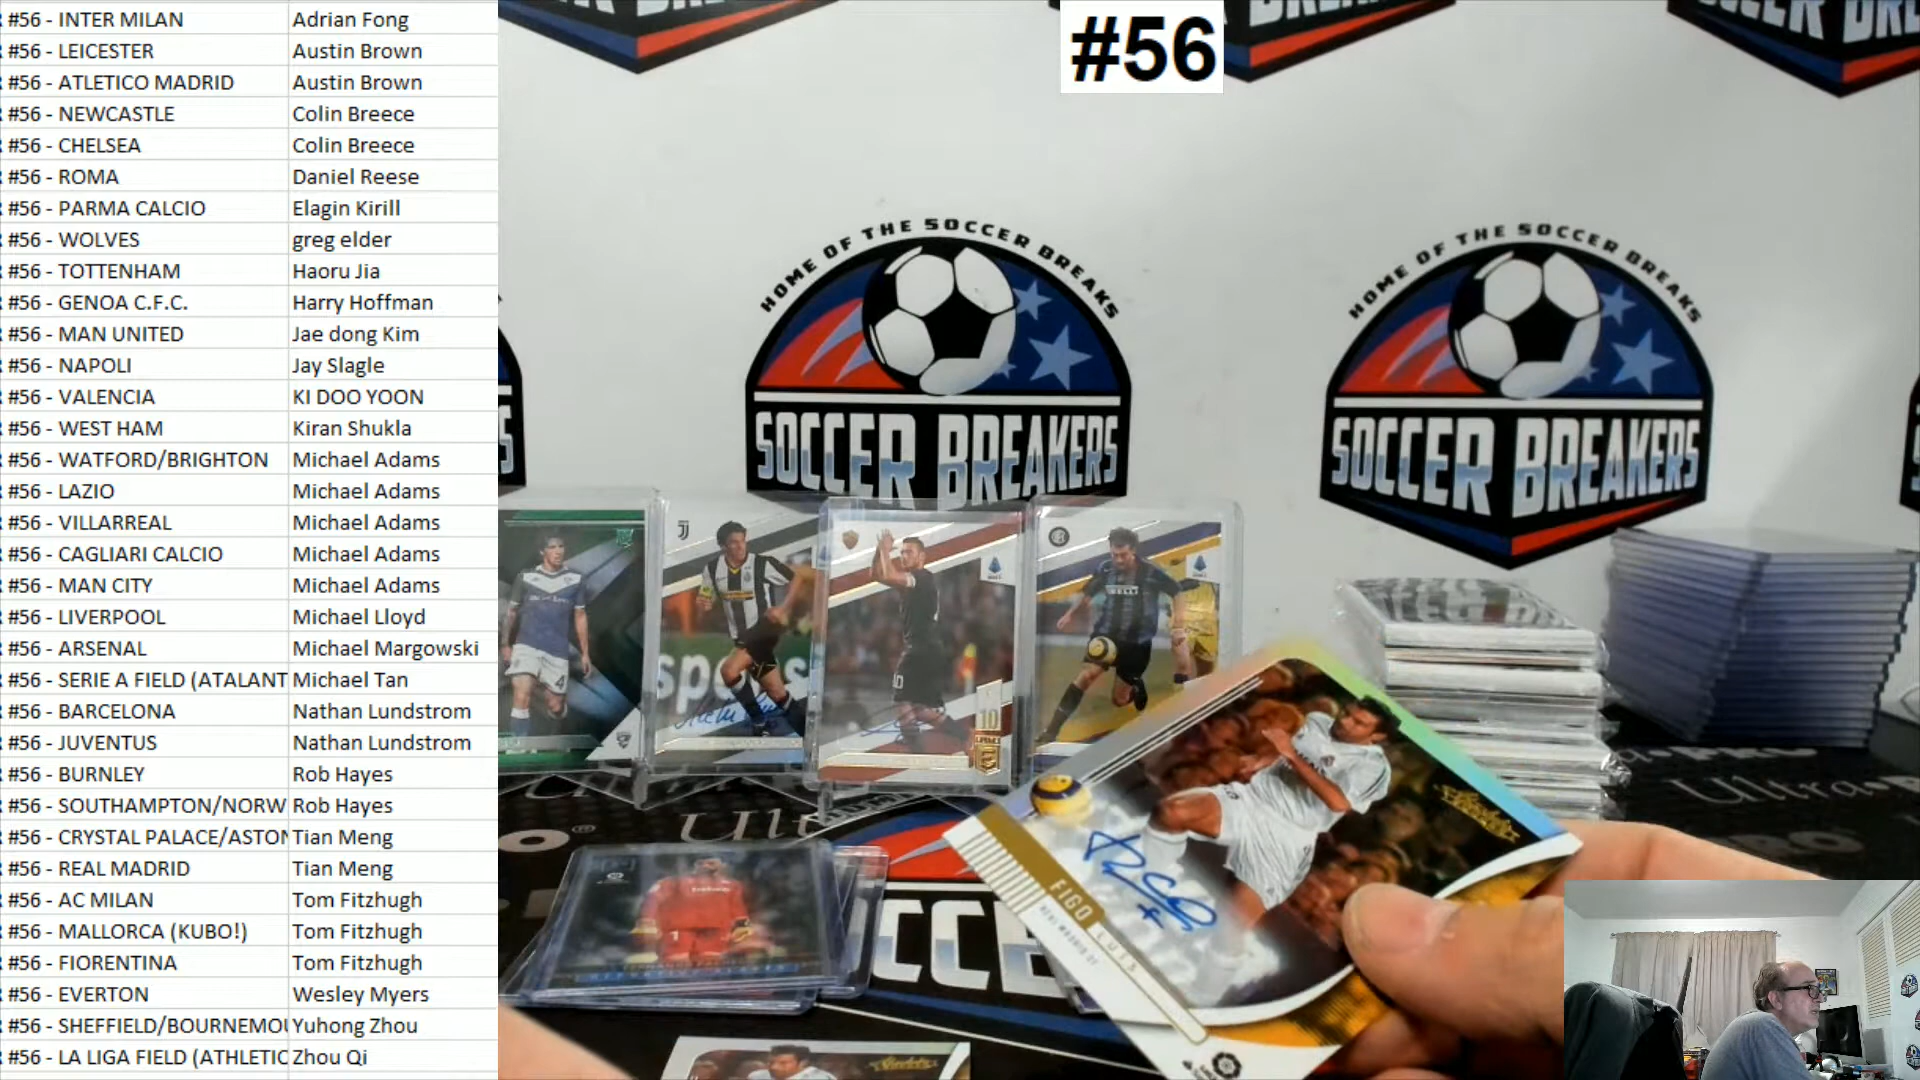 #56 - INTER MILAN Adrian Fong
#56 - LEICESTER Austin Brown
#56 - ATLETICO MADRID Austin Brown
#56 - NEWCASTLE Colin Breece
#56 - CHELSEA Colin Breece
#56 - ROMA Daniel Reese
#56 - PARMA CALCIO Elagin Kirill
#56 - WOLVES greg elder
#56 - TOTTENHAM Haoru Jia
#56 - GENOA C.F.C. Harry Hoffman
#56 - MAN UNITED Jae dong Kim
#56 - NAPOLI Jay Slagle
#56 - VALENCIA KI DOO YOON
#56 - WEST HAM Kiran Shukla
#56 - WATFORD/BRIGHTON Michael Adams
#56 - LAZIO Michael Adams
#56 - VILLARREAL Michael Adams
#56 - CAGLIARI CALCIO Michael Adams
#56 - MAN CITY Michael Adams
#56 - LIVERPOOL Michael Lloyd
#56 - ARSENAL Michael Margowski
#56 - SERIE A FIELD (ATALANT Michael Tan
#56 - BARCELONA Nathan Lundstrom
#56 - JUVENTUS Nathan Lundstrom
#56 - BURNLEY Rob Hayes
#56 - SOUTHAMPTON/NORW Rob Hayes
#56 - CRYSTAL PALACE/ASTON Tian Meng
#56 - REAL MADRID Tian Meng
#56 - AC MILAN Tom Fitzhugh
#56 - MALLORCA (KUBO!) Tom Fitzhugh
#56 - FIORENTINA Tom Fitzhugh
#56 - EVERTON Wesley Myers
#56 - SHEFFIELD/BOURNEMOU Yuhong Zhou
#56 - LA LIGA FIELD (ATHLETIC Zhou Qi
#56
HOME OF THE SOCCER BREAKS
SOCCER BREAKERS
HOME OF THE SOCCER BREAKS
SOCCER BREAKERS
FIGO
LUIS
REAL MADRID CF
10